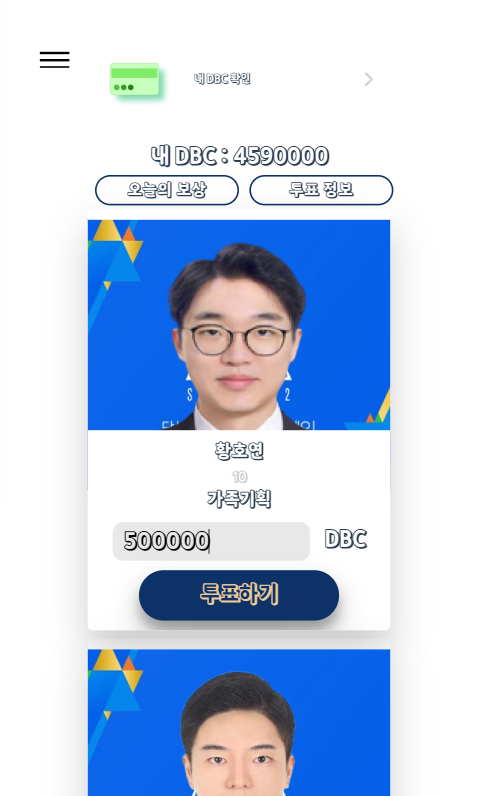 내 DBC 확인
내 DBC : 4590000
오늘의 보상
투표 정보
S 2
황호연
10
가족기획
500000
DBC
투표하기